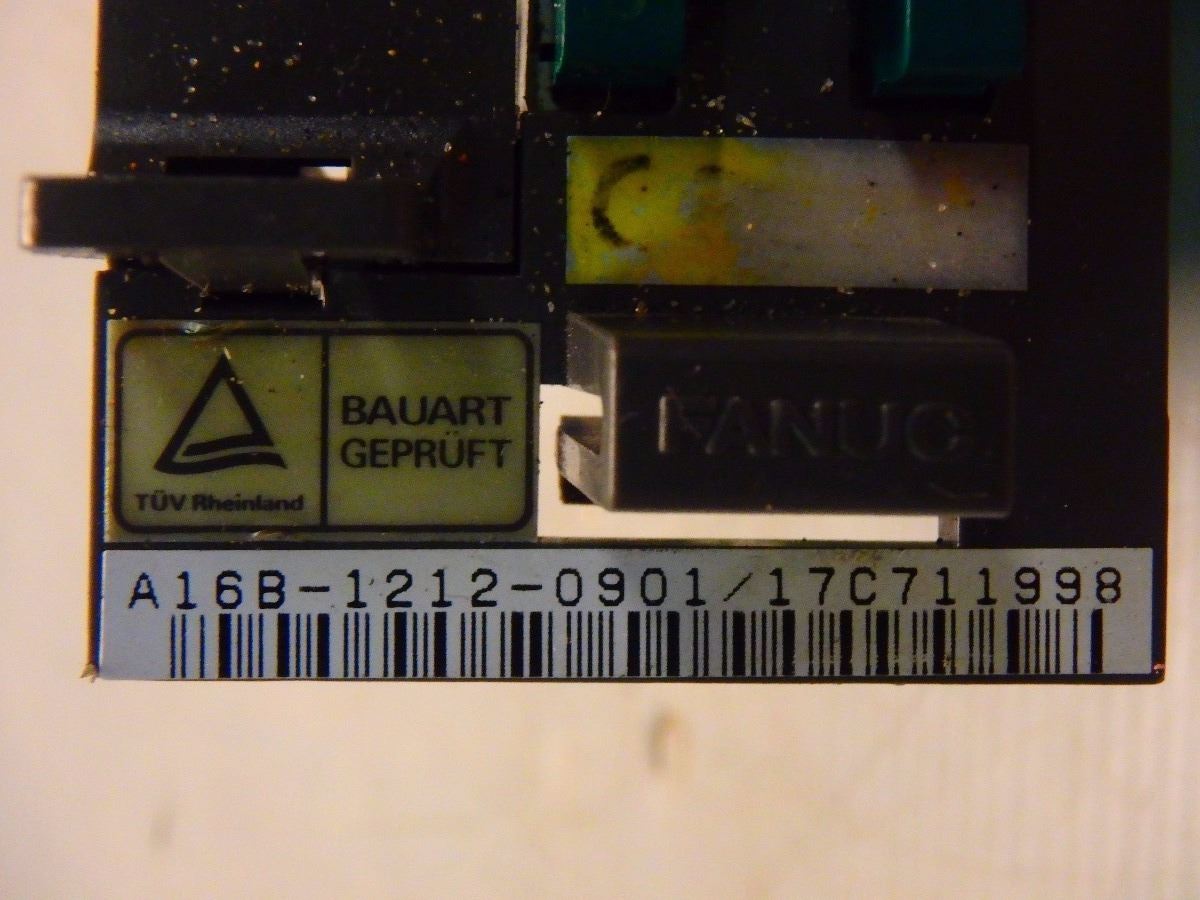 BAUART
GEPRÜFT
TÜV Rheinland
FANUC
A16B-1212-0901/17C711998